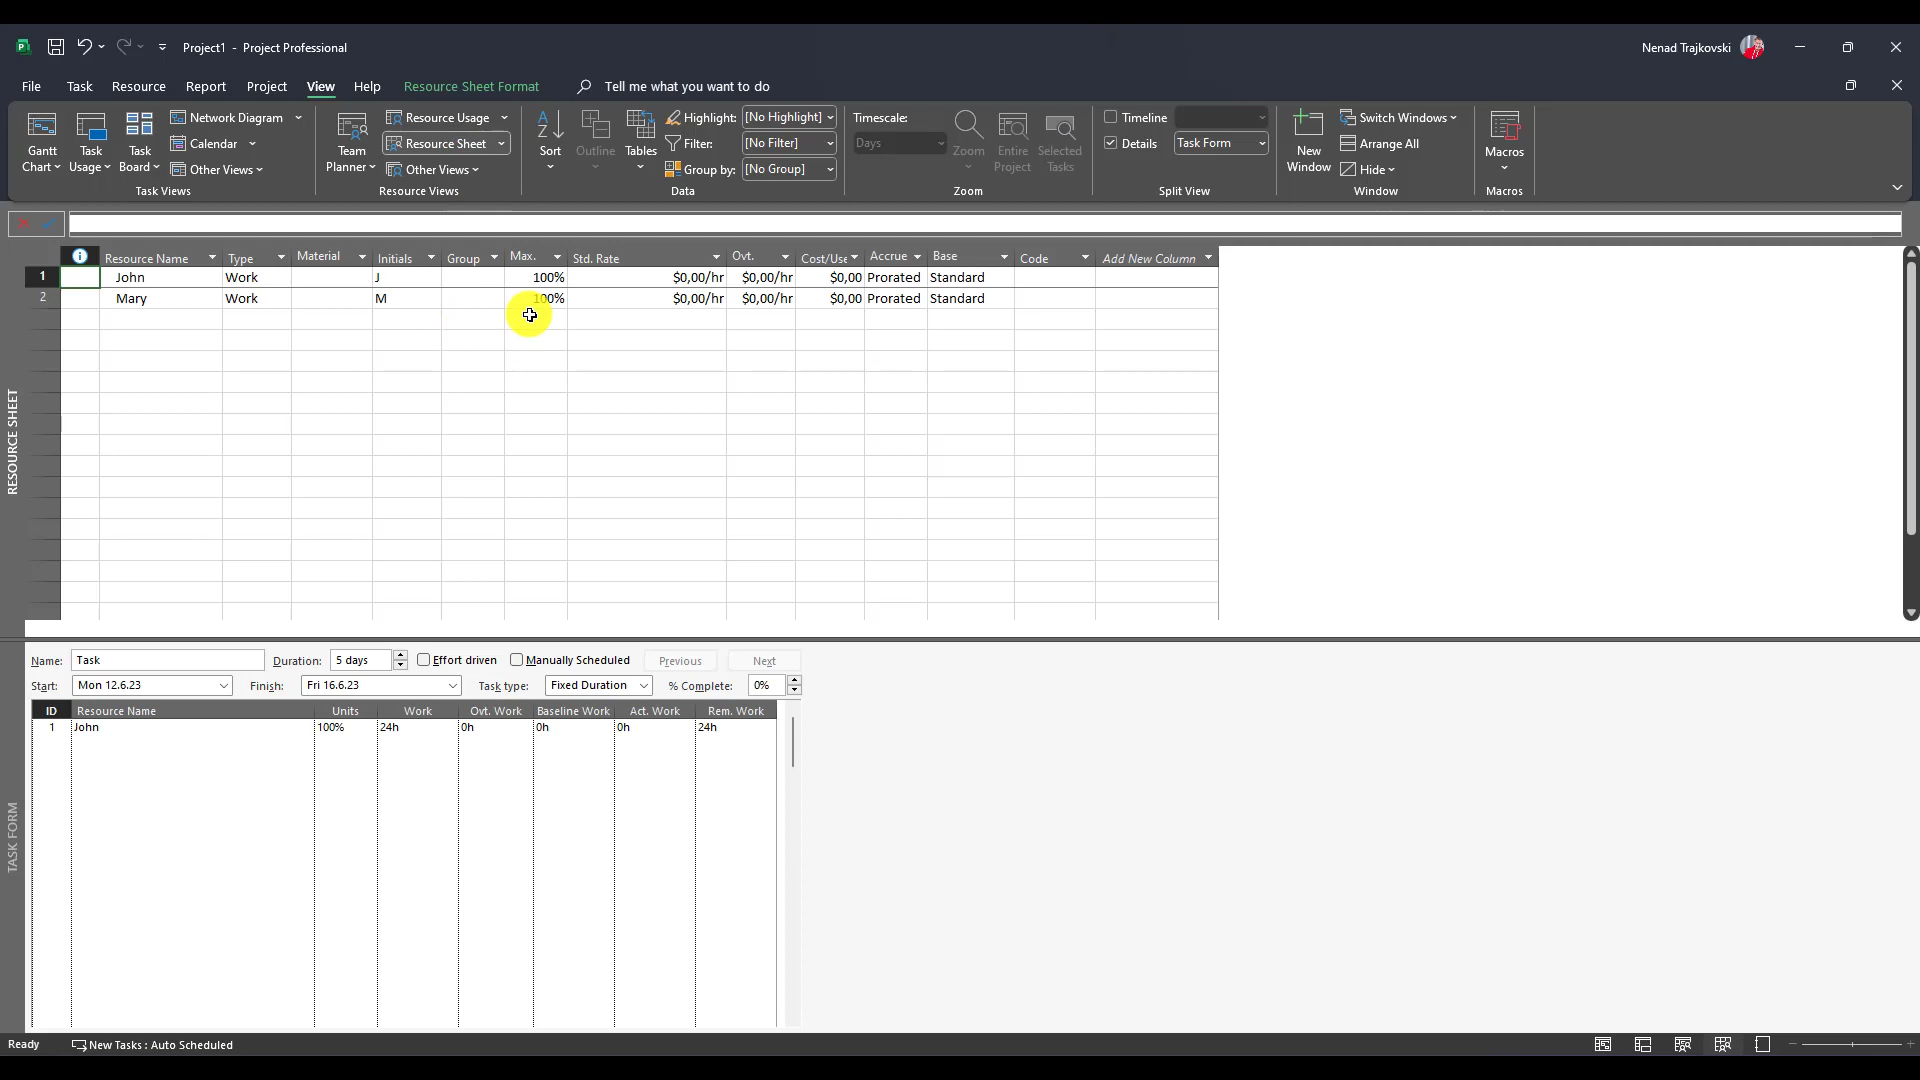 Project1 - Project Professional
Nenad Trajkovski
File Task Resource Report Project View Help Resource Sheet Format Tell me what you want to do
Gantt Chart
Task Usage
Task Board
Network Diagram
Calendar
Other Views
Task Views
Team Planner
Resource Usage
Resource Sheet
Other Views
Resource Views
Sort
Outline
Tables
Highlight: [No Highlight]
Filter: [No Filter]
Group by: [No Group]
Data
Timescale:
Days
Zoom
Entire Project
Selected Tasks
Zoom
Timeline
Details Task Form
Split View
New Window
Switch Windows
Arrange All
Hide
Window
Macros
Macros
Resource Name Type Material Initials Group Max. Std. Rate Ovt. Cost/Use Accrue Base Code Add New Column
1 John Work J 100% $0,00/hr $0,00/hr $0,00 Prorated Standard
2 Mary Work M 100% $0,00/hr $0,00/hr $0,00 Prorated Standard
RESOURCE SHEET
Name: Task Duration: 5 days Effort driven Manually Scheduled Previous Next
Start: Mon 12.6.23 Finish: Fri 16.6.23 Task type: Fixed Duration % Complete: 0%
ID Resource Name Units Work Ovt. Work Baseline Work Act. Work Rem. Work
1 John 100% 24h 0h 0h 0h 24h
TASK FORM
Ready New Tasks : Auto Scheduled